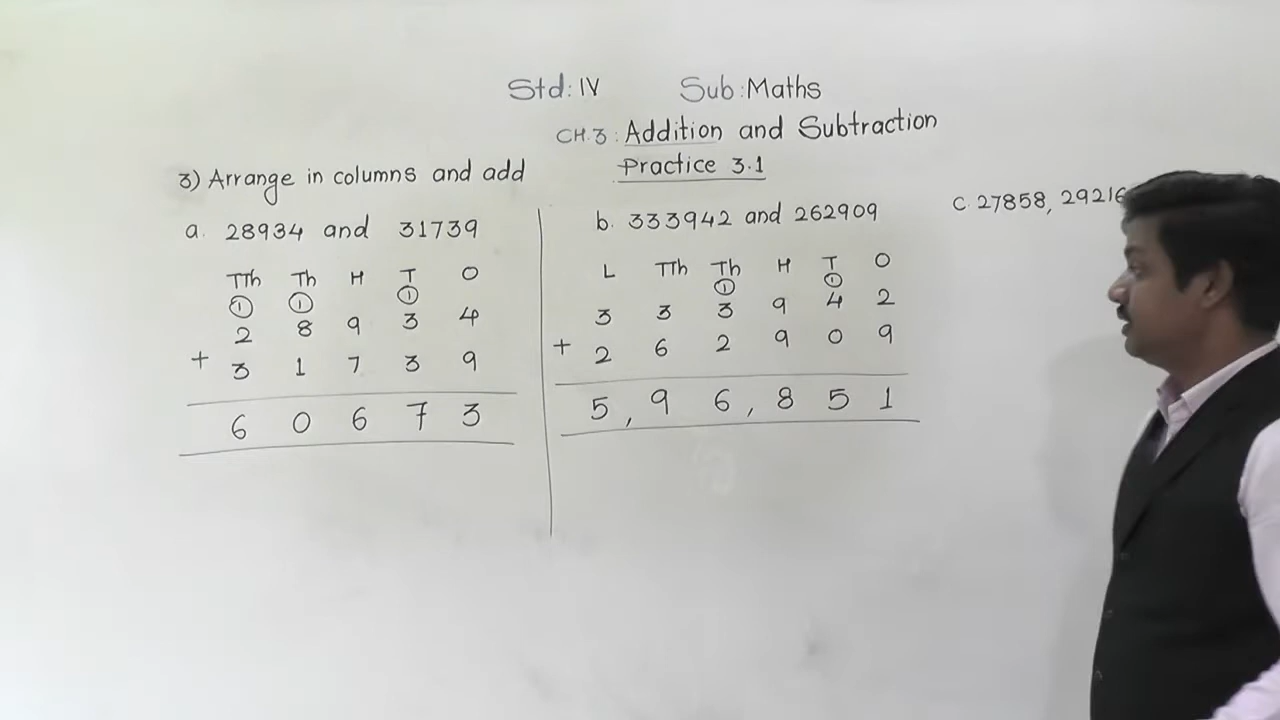 Std: IV Sub: Maths
CH.3: Addition and Subtraction
Practice 3.1
3) Arrange in columns and add
a. 28934 and 31739
TTh Th H T O
1 1 1
2 8 9 3 4
+ 3 1 7 3 9
6 0 6 7 3
b. 333942 and 262909
L TTh Th H T O
1 1
3 3 3 9 4 2
+ 2 6 2 9 0 9
5, 9 6, 8 5 1
c. 27858, 29216